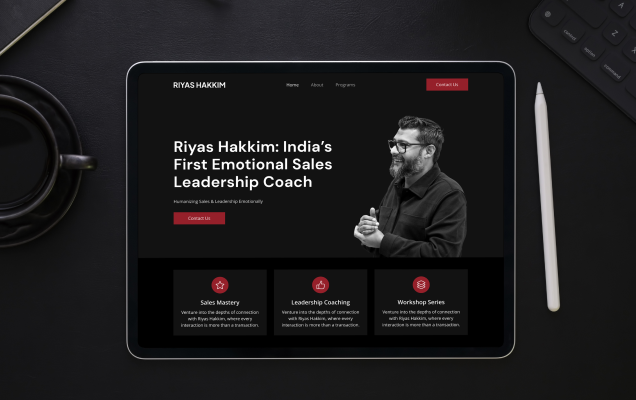 RIYAS HAKKIM
Home About Programs
Contact Us
Riyas Hakkim: India's
First Emotional Sales
Leadership Coach
Humanizing Sales & Leadership Emotionally
Contact Us
Sales Mastery
Venture into the depths of connection
with Riyas Hakkim, where every
interaction is more than a transaction.
Leadership Coaching
Venture into the depths of connection
with Riyas Hakkim, where every
interaction is more than a transaction.
Workshop Series
Venture into the depths of connection
with Riyas Hakkim, where every
interaction is more than a transaction.